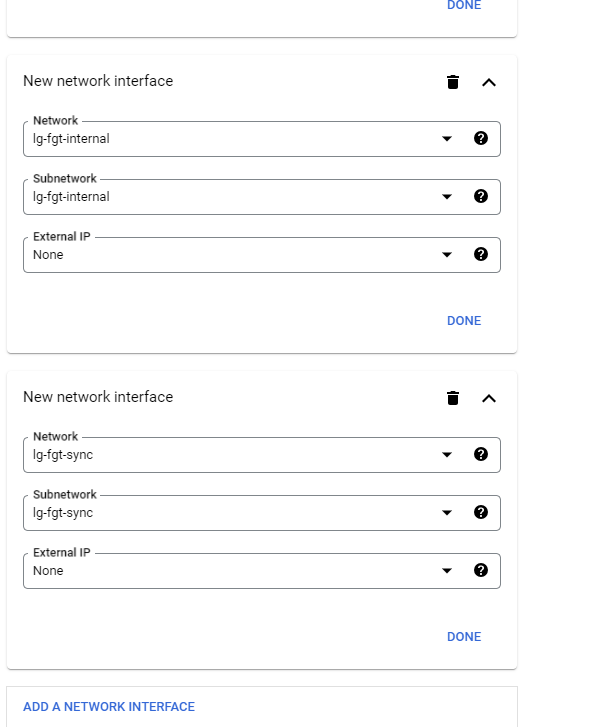 DONE
New network interface
Network
lg-fgt-internal
Subnetwork
lg-fgt-internal
External IP
None
DONE
New network interface
Network
lg-fgt-sync
Subnetwork
lg-fgt-sync
External IP
None
DONE
ADD A NETWORK INTERFACE